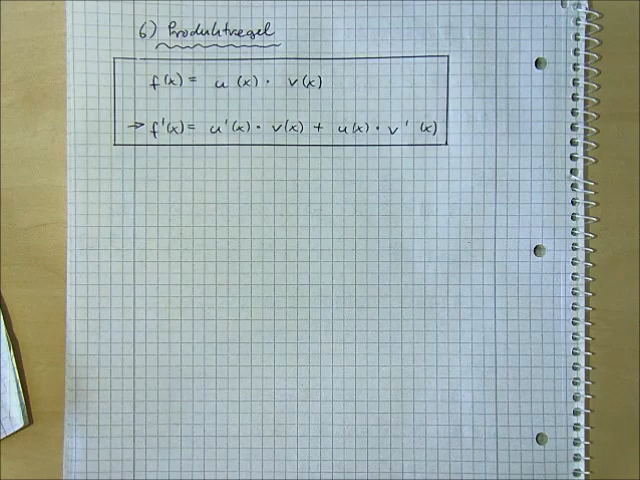 6) Produktregel
f(x) = u(x) · v(x)
→ f'(x) = u'(x) · v(x) + u(x) · v'(x)